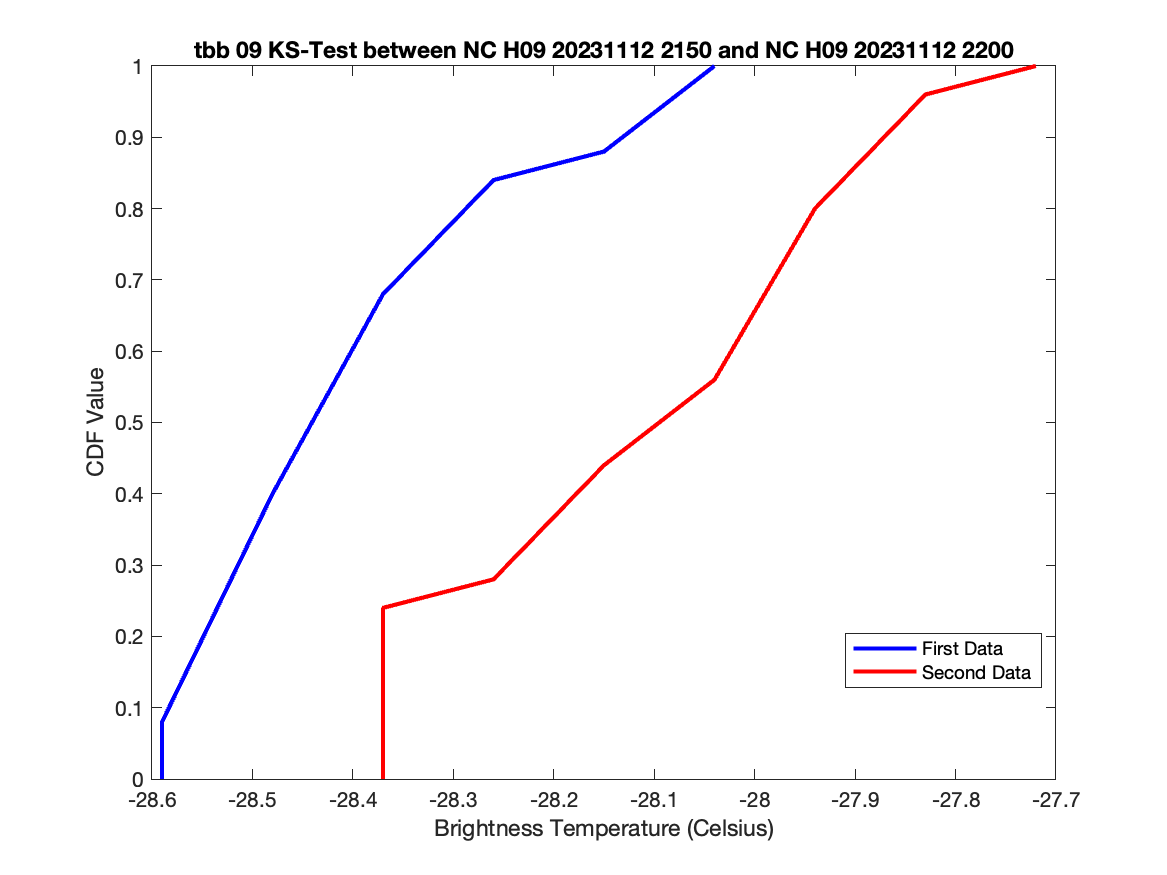 tbb 09 KS-Test between NC H09 20231112 2150 and NC H09 20231112 2200
1
0.9
0.8
0.7
0.6
0.5
0.4
0.3
0.2
0.1
0
CDF Value
First Data
Second Data
-28.6 -28.5 -28.4 -28.3 -28.2 -28.1 -28 -27.9 -27.8 -27.7
Brightness Temperature (Celsius)